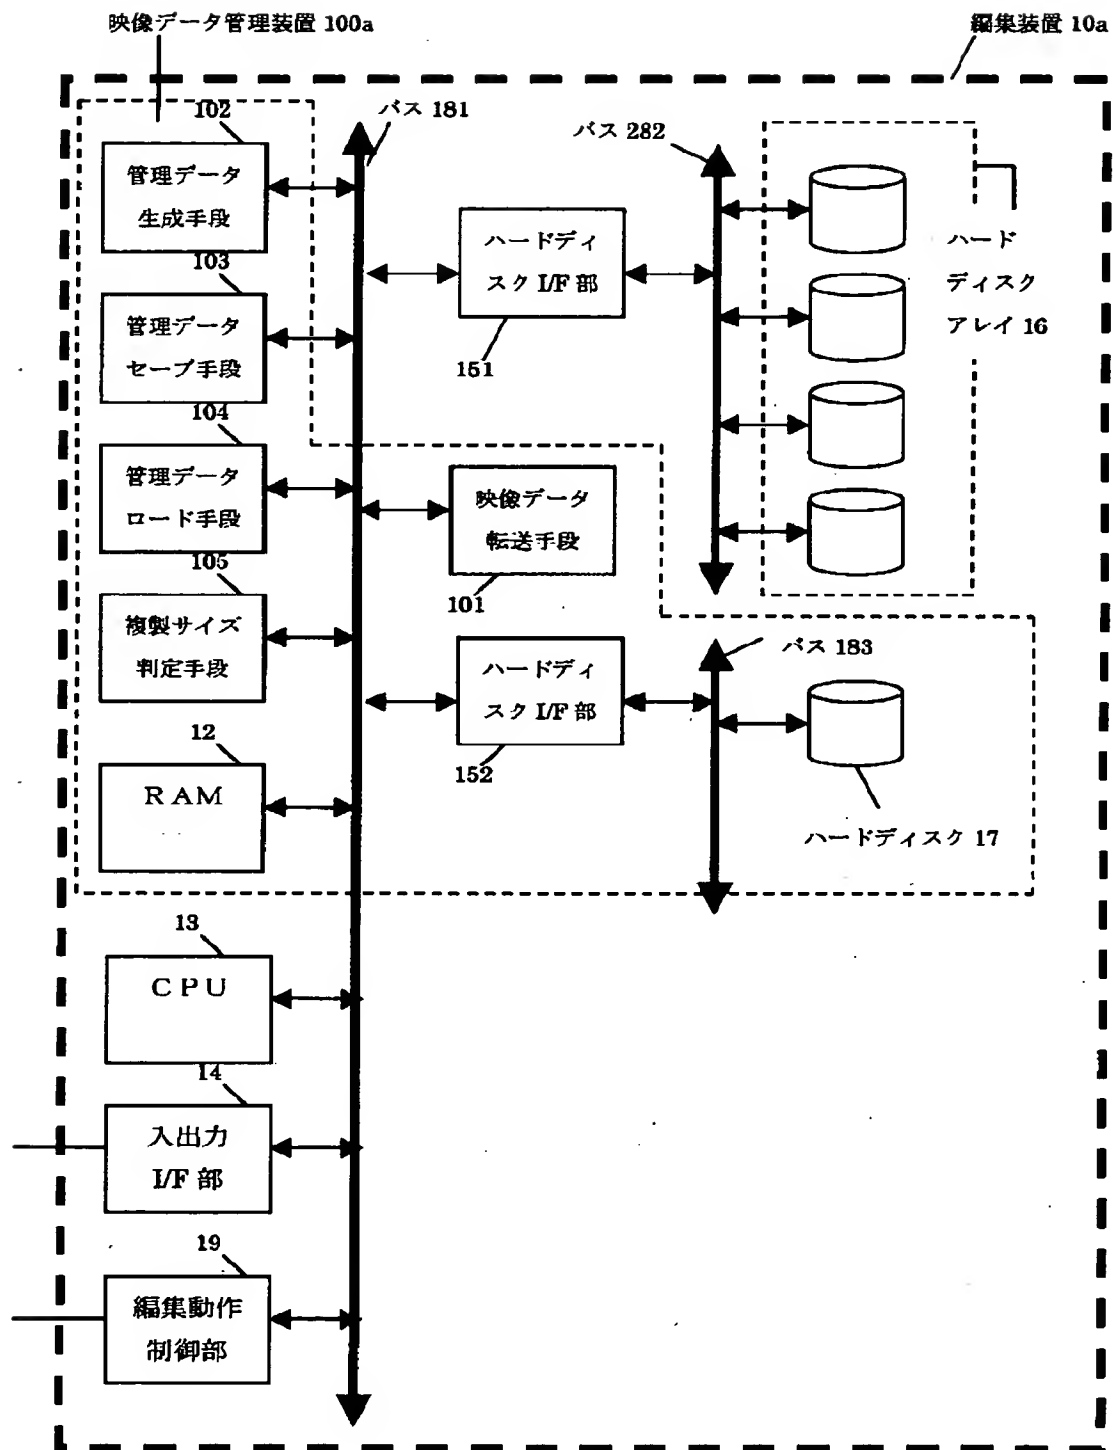 映像データ管理装置 100a
編集装置 10a
102
バス 181
バス 282
管理データ
生成手段
ハードディ
スク I/F 部
151
ハード
ディスク
アレイ 16
103
管理データ
セーブ手段
104
管理データ
ロード手段
映像データ
転送手段
101
105
複製サイズ
判定手段
ハードディ
スク I/F 部
152
バス 183
ハードディスク 17
12
RAM
13
CPU
14
入出力
I/F 部
19
編集動作
制御部